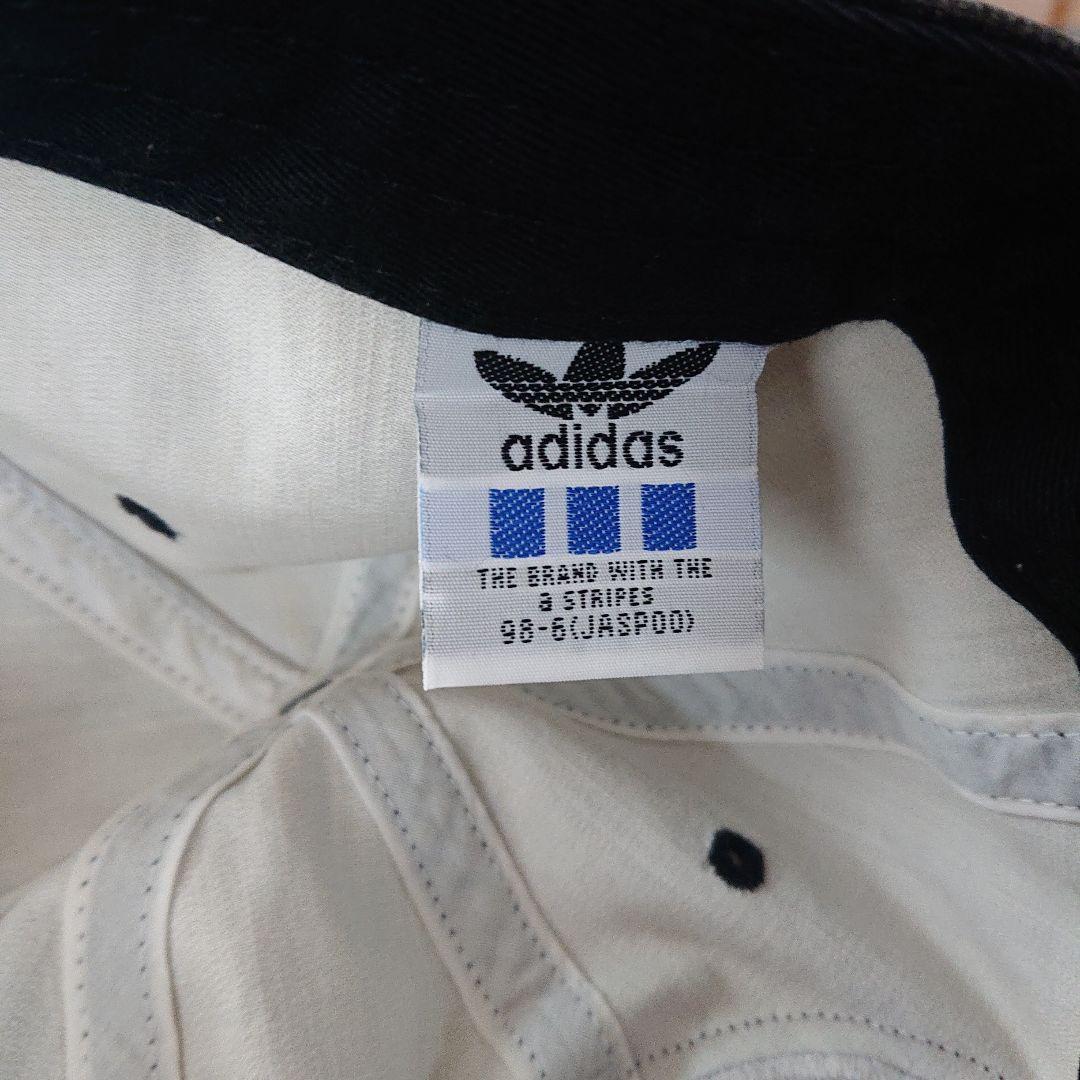 adidas
THE BRAND WITH THE
3 STRIPES
98-6(JASPOO)